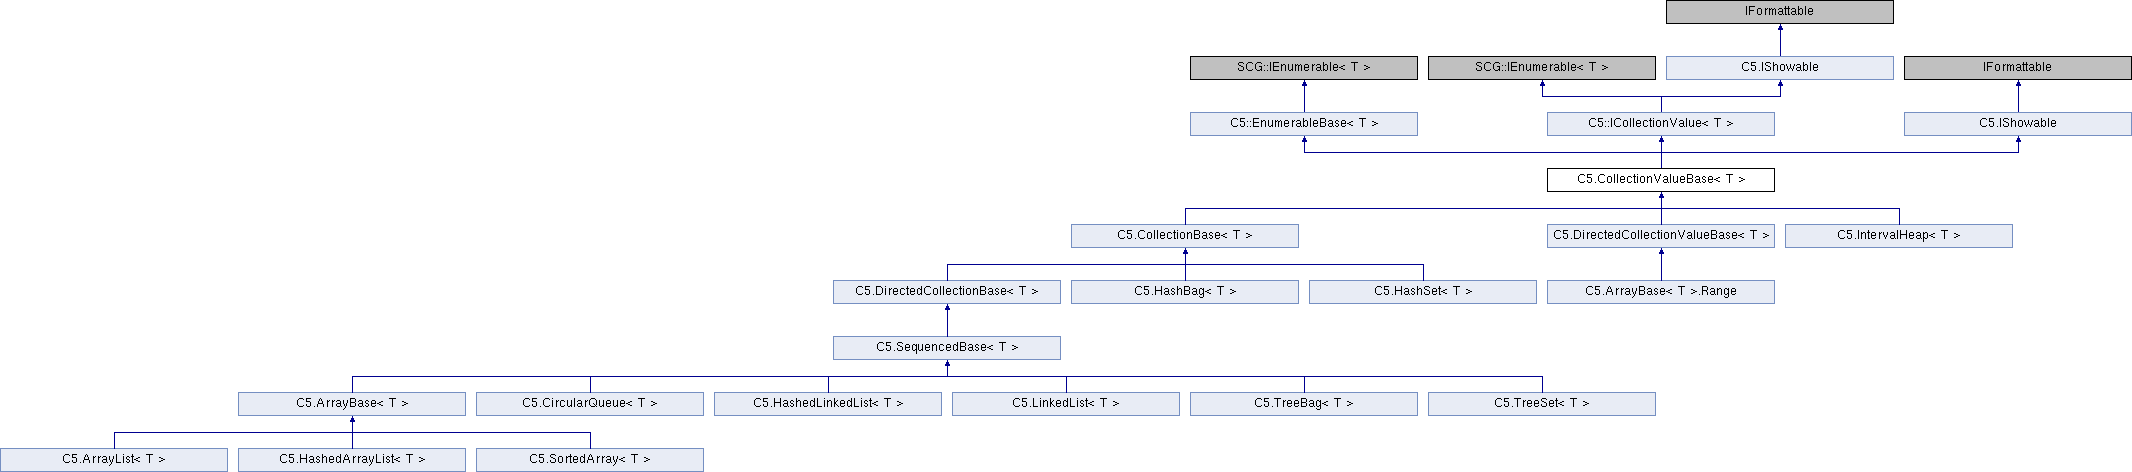 IFormattable
SCG::IEnumerable< T >
SCG::IEnumerable< T >
C5.IShowable
IFormattable
C5::EnumerableBase< T >
C5::ICollectionValue< T >
C5.IShowable
C5.CollectionValueBase< T >
C5.CollectionBase< T >
C5.DirectedCollectionValueBase< T >
C5.IntervalHeap< T >
C5.DirectedCollectionBase< T >
C5.HashBag< T >
C5.HashSet< T >
C5.ArrayBase< T >.Range
C5.SequencedBase< T >
C5.ArrayBase< T >
C5.CircularQueue< T >
C5.HashedLinkedList< T >
C5.LinkedList< T >
C5.TreeBag< T >
C5.TreeSet< T >
C5.ArrayList< T >
C5.HashedArrayList< T >
C5.SortedArray< T >